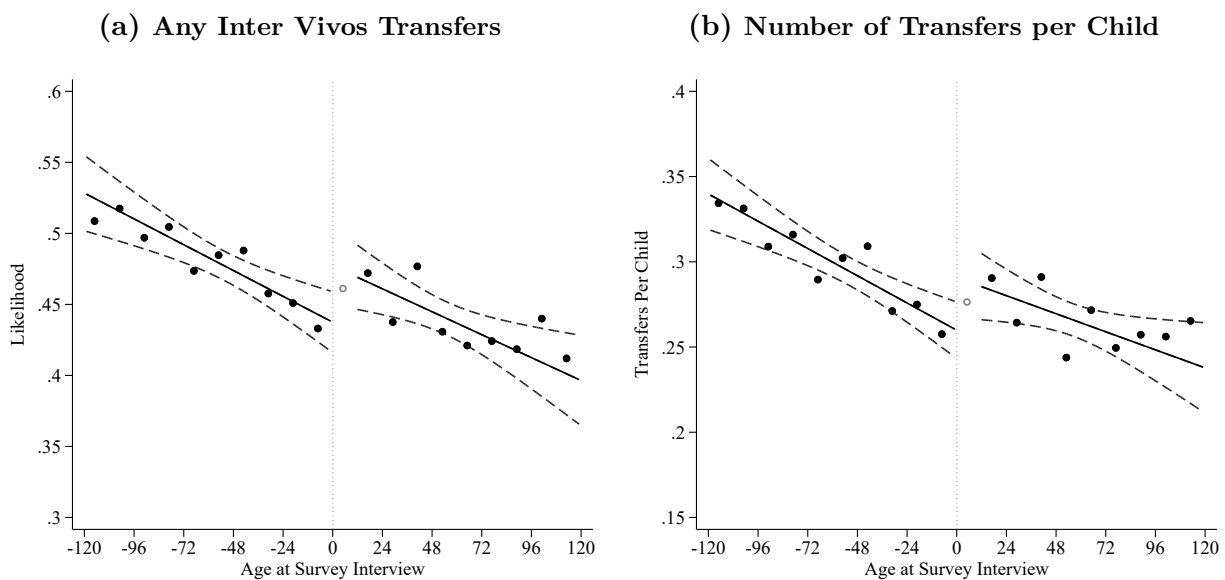 (a) Any Inter Vivos Transfers
.6
.55
.5
.45
.4
.35
.3
Likelihood
-120 -96 -72 -48 -24 0 24 48 72 96 120
Age at Survey Interview
(b) Number of Transfers per Child
.4
.35
.3
.25
.2
.15
Transfers Per Child
-120 -96 -72 -48 -24 0 24 48 72 96 120
Age at Survey Interview